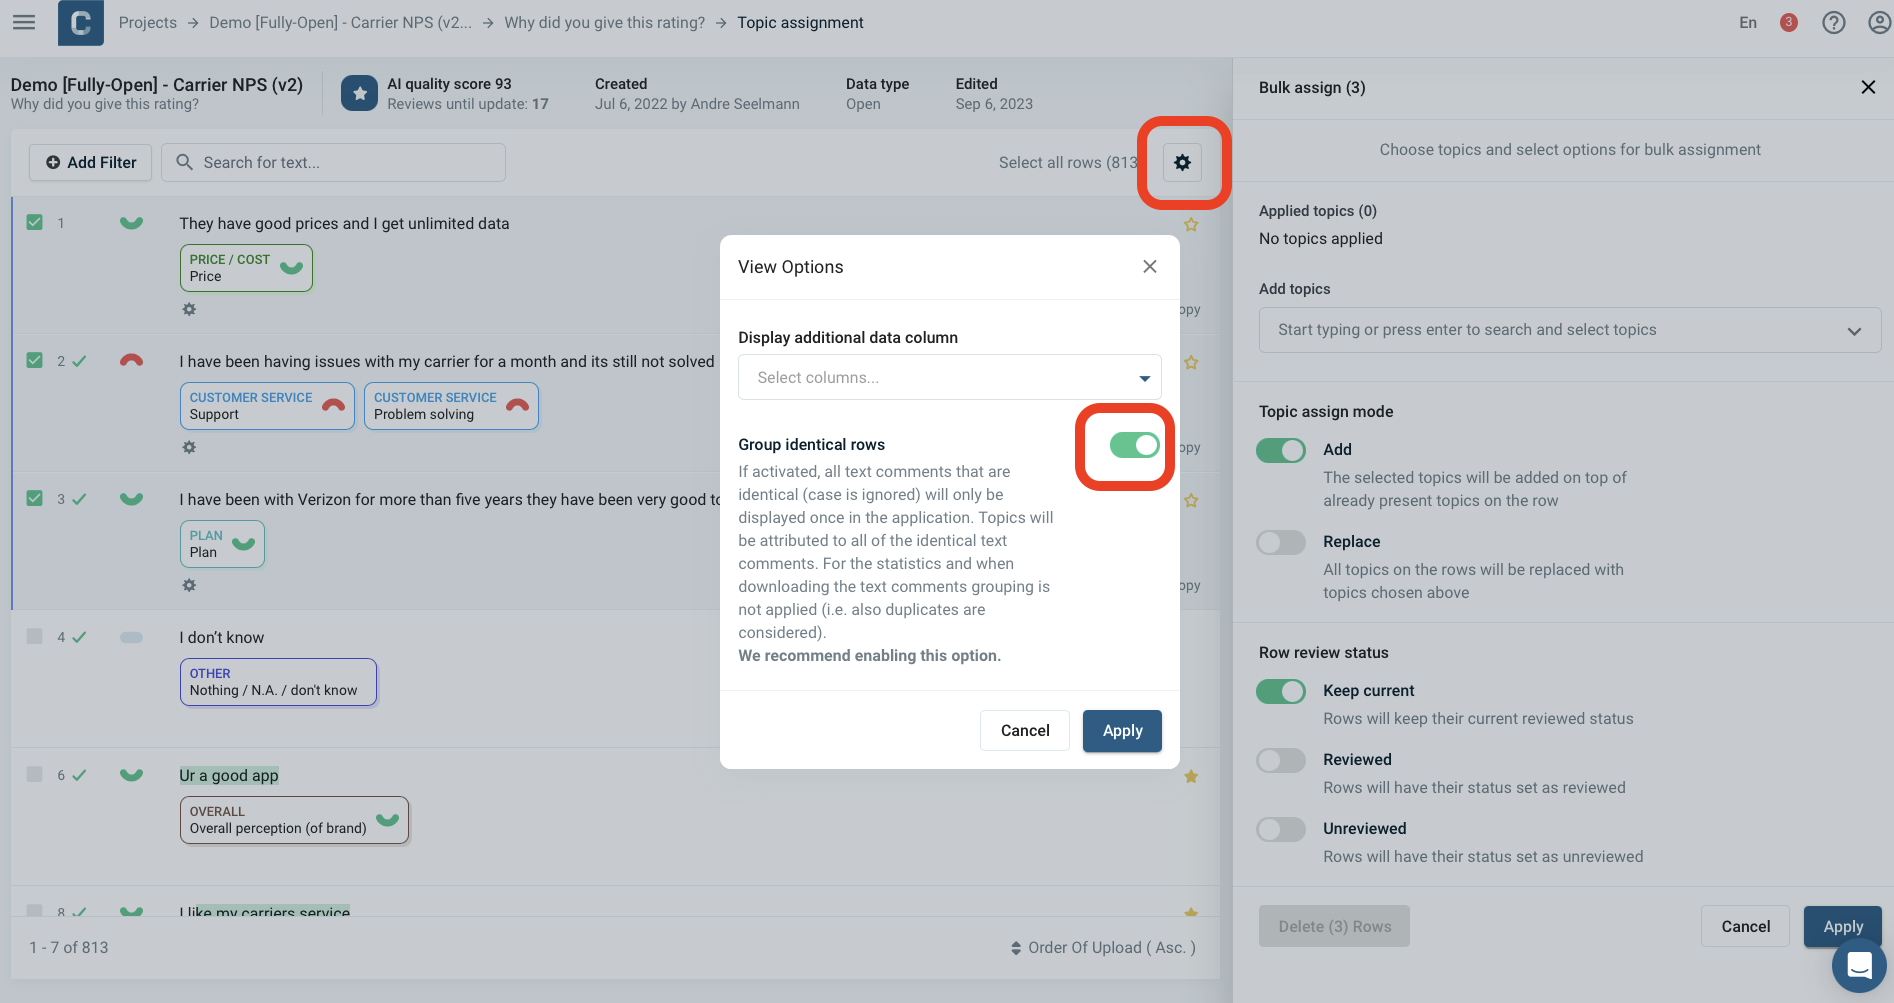 C
Projects → Demo [Fully-Open] - Carrier NPS (v2... → Why did you give this rating? → Topic assignment
En
3
Demo [Fully-Open] - Carrier NPS (v2)
Why did you give this rating?
AI quality score 93
Reviews until update: 17
Created
Jul 6, 2022 by Andre Seelmann
Data type
Open
Edited
Sep 6, 2023
Add Filter
Search for text...
Select all rows (813
1
They have good prices and I get unlimited data
PRICE / COST
Price
opy
2
I have been having issues with my carrier for a month and its still not solved
CUSTOMER SERVICE
Support
CUSTOMER SERVICE
Problem solving
opy
3
I have been with Verizon for more than five years they have been very good to
PLAN
Plan
opy
4
I don’t know
OTHER
Nothing / N.A. / don't know
6
Ur a good app
OVERALL
Overall perception (of brand)
8
I like my carriers service
1 - 7 of 813
Order Of Upload ( Asc. )
View Options
Display additional data column
Select columns...
Group identical rows
If activated, all text comments that are
identical (case is ignored) will only be
displayed once in the application. Topics will
be attributed to all of the identical text
comments. For the statistics and when
downloading the text comments grouping is
not applied (i.e. also duplicates are
considered).
We recommend enabling this option.
Cancel
Apply
Bulk assign (3)
Choose topics and select options for bulk assignment
Applied topics (0)
No topics applied
Add topics
Start typing or press enter to search and select topics
Topic assign mode
Add
The selected topics will be added on top of
already present topics on the row
Replace
All topics on the rows will be replaced with
topics chosen above
Row review status
Keep current
Rows will keep their current reviewed status
Reviewed
Rows will have their status set as reviewed
Unreviewed
Rows will have their status set as unreviewed
Delete (3) Rows
Cancel
Apply